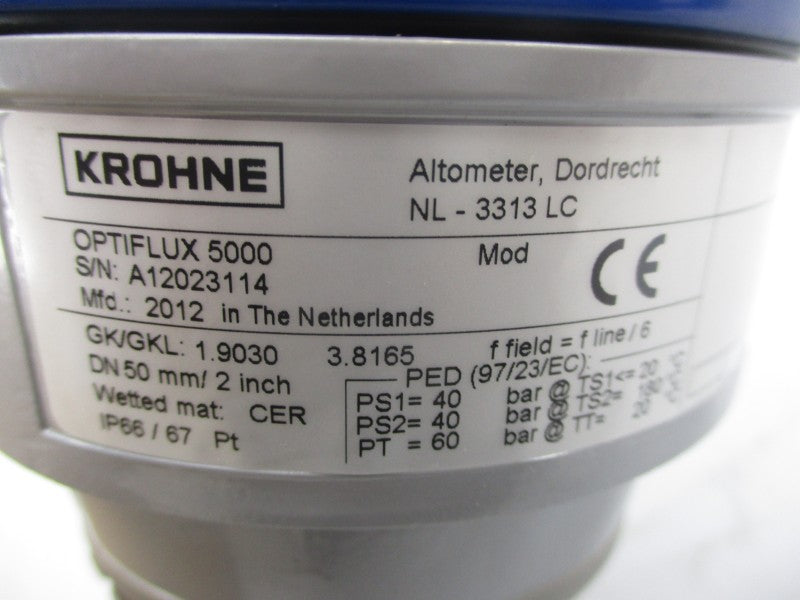 KROHNE
Altometer, Dordrecht
NL - 3313 LC
OPTIFLUX 5000 Mod CE
S/N: A12023114
Mfd.: 2012 in The Netherlands
GK/GKL: 1.9030 3.8165 f field = f line / 6
DN 50 mm/ 2 inch
Wetted mat: CER
IP66 / 67 Pt
PED (97/23/EC):
PS1= 40 bar @ TS1<= 20 °C
PS2= 40 bar @ TS2= 180 °C
PT = 60 bar @ TT= 20 °C